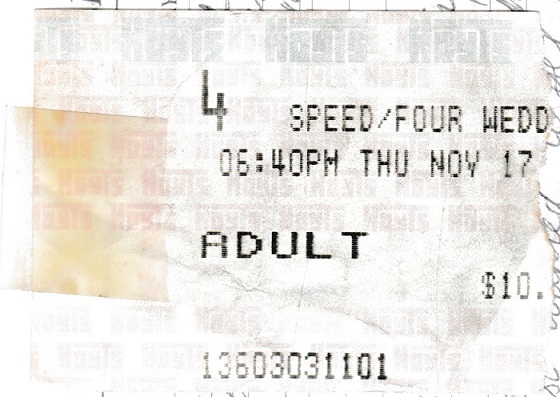 4
SPEED/FOUR WEDD
06:40PM THU NOV 17
ADULT
$10.
13603031101